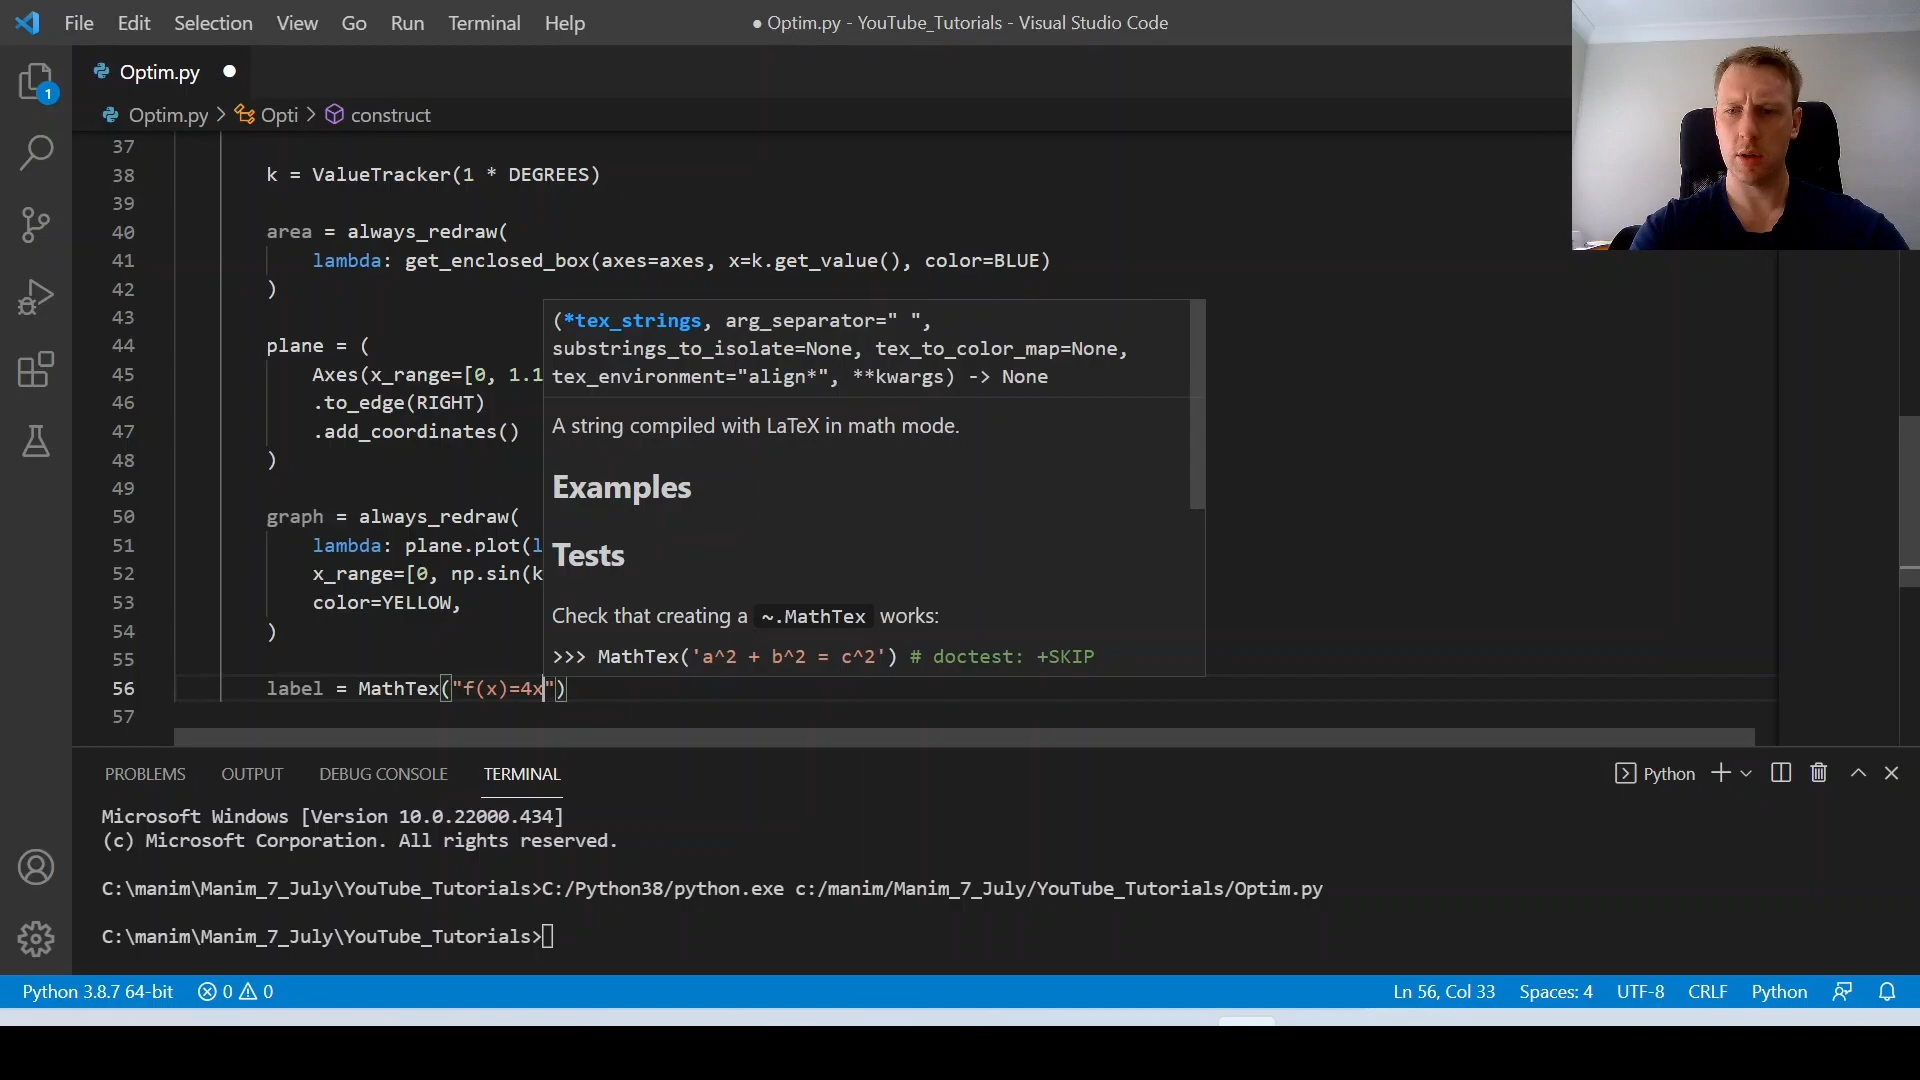 File Edit Selection View Go Run Terminal Help
● Optim.py - YouTube_Tutorials - Visual Studio Code
1
Optim.py ●
Optim.py > Opti > construct
37
38 k = ValueTracker(1 * DEGREES)
39
40 area = always_redraw(
41 lambda: get_enclosed_box(axes=axes, x=k.get_value(), color=BLUE)
42 )
43
44 plane = (
45 Axes(x_range=[0, 1.1
46 .to_edge(RIGHT)
47 .add_coordinates()
48 )
49
50 graph = always_redraw(
51 lambda: plane.plot(l
52 x_range=[0, np.sin(k
53 color=YELLOW,
54 )
55
56 label = MathTex("f(x)=4x")
57
(*tex_strings, arg_separator=" ",
substrings_to_isolate=None, tex_to_color_map=None,
tex_environment="align*", **kwargs) -> None
A string compiled with LaTeX in math mode.
Examples
Tests
Check that creating a ~.MathTex works:
>>> MathTex('a^2 + b^2 = c^2') # doctest: +SKIP
PROBLEMS OUTPUT DEBUG CONSOLE TERMINAL
Python
Microsoft Windows [Version 10.0.22000.434]
(c) Microsoft Corporation. All rights reserved.
C:\manim\Manim_7_July\YouTube_Tutorials>C:/Python38/python.exe c:/manim/Manim_7_July/YouTube_Tutorials/Optim.py
C:\manim\Manim_7_July\YouTube_Tutorials>
Python 3.8.7 64-bit 0 0 Ln 56, Col 33 Spaces: 4 UTF-8 CRLF Python